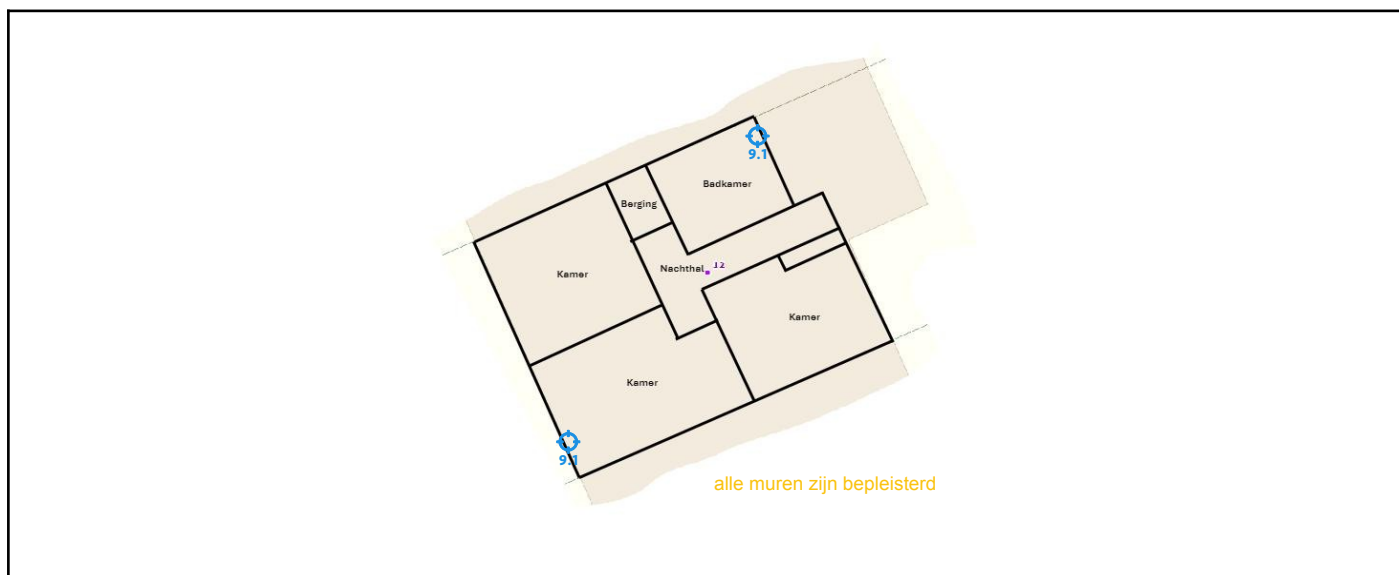 9.1
Badkamer
Berging
Nachthal
12
Kamer
Kamer
Kamer
9.1
alle muren zijn bepleisterd